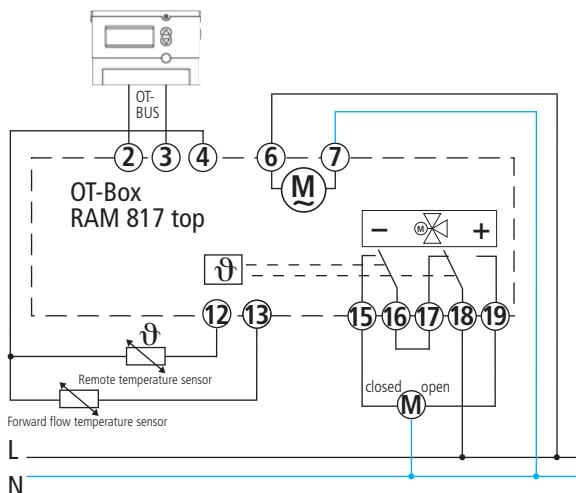 OT-
BUS
2 3 4 6 7
M
~
OT-Box
RAM 817 top
− M +
ϑ
12 13 15 16 17 18 19
ϑ
Remote temperature sensor
closed open
M
Forward flow temperature sensor
L
N